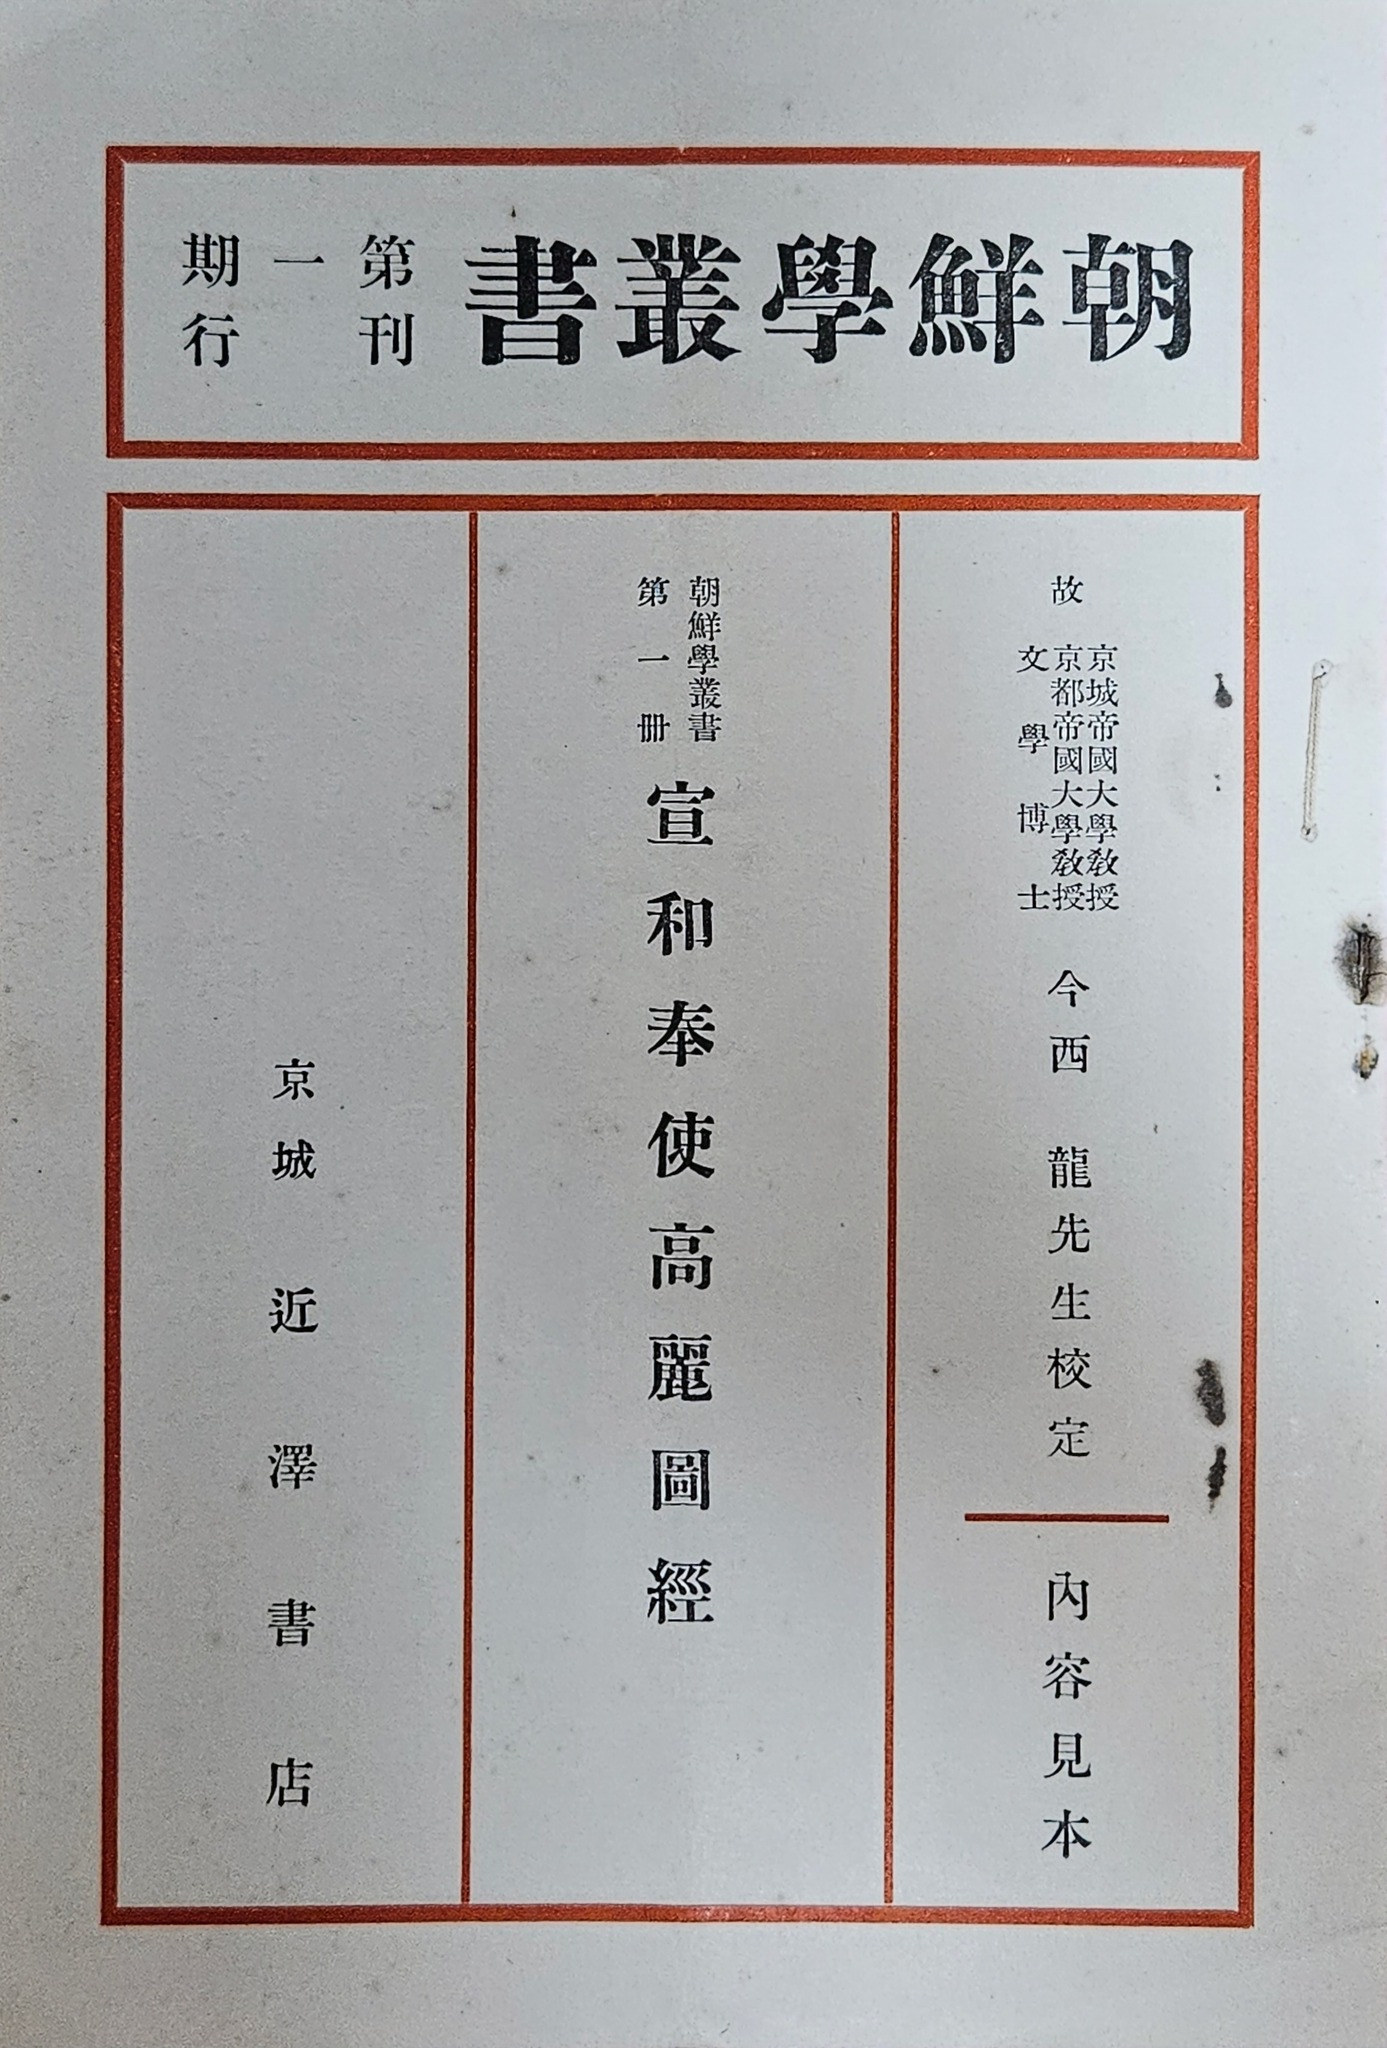 朝鮮學叢書
第一期
刊行
故
京城帝國大學敎授
京都帝國大學敎授
文學博士
今西龍先生校定
內容見本
朝鮮學叢書
第一冊
宣和奉使高麗圖經
京城 近澤書店